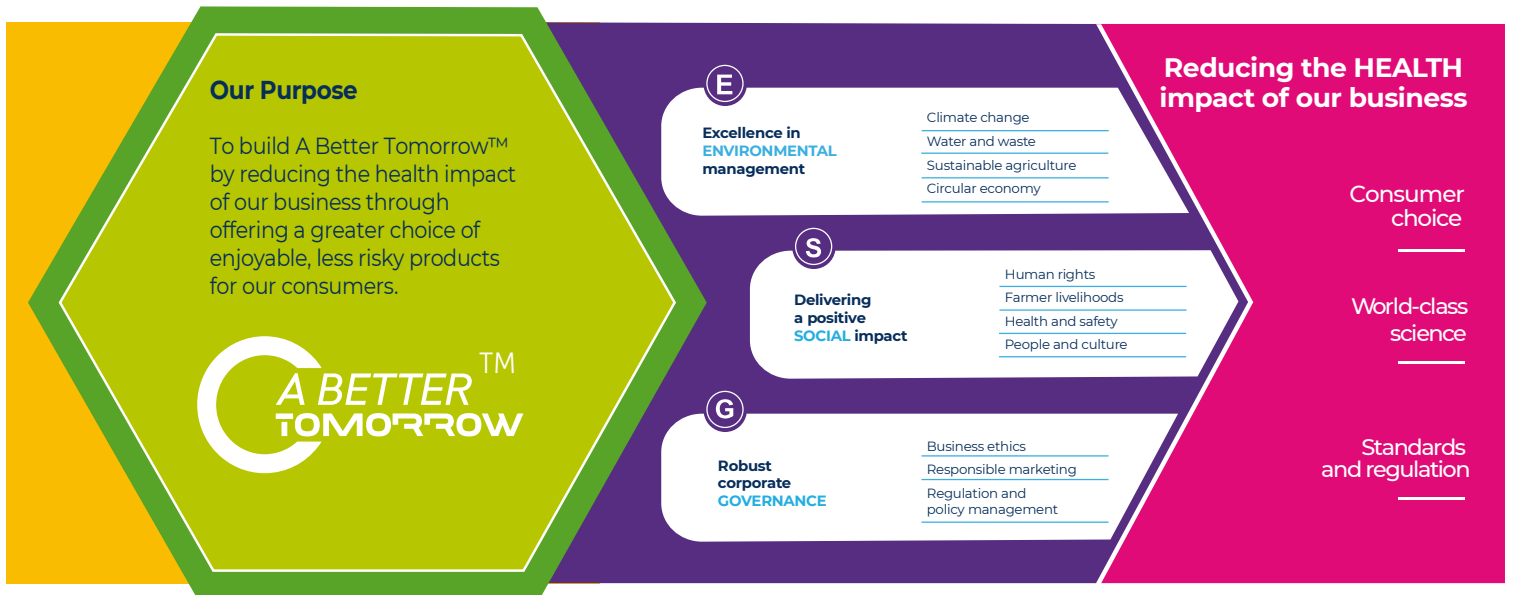 Our Purpose
To build A Better Tomorrow™
by reducing the health impact
of our business through
offering a greater choice of
enjoyable, less risky products
for our consumers.
A BETTER TM
TOMORROW
E
Excellence in
ENVIRONMENTAL
management
Climate change
Water and waste
Sustainable agriculture
Circular economy
S
Delivering
a positive
SOCIAL impact
Human rights
Farmer livelihoods
Health and safety
People and culture
G
Robust
corporate
GOVERNANCE
Business ethics
Responsible marketing
Regulation and
policy management
Reducing the HEALTH
impact of our business
Consumer
choice
World-class
science
Standards
and regulation